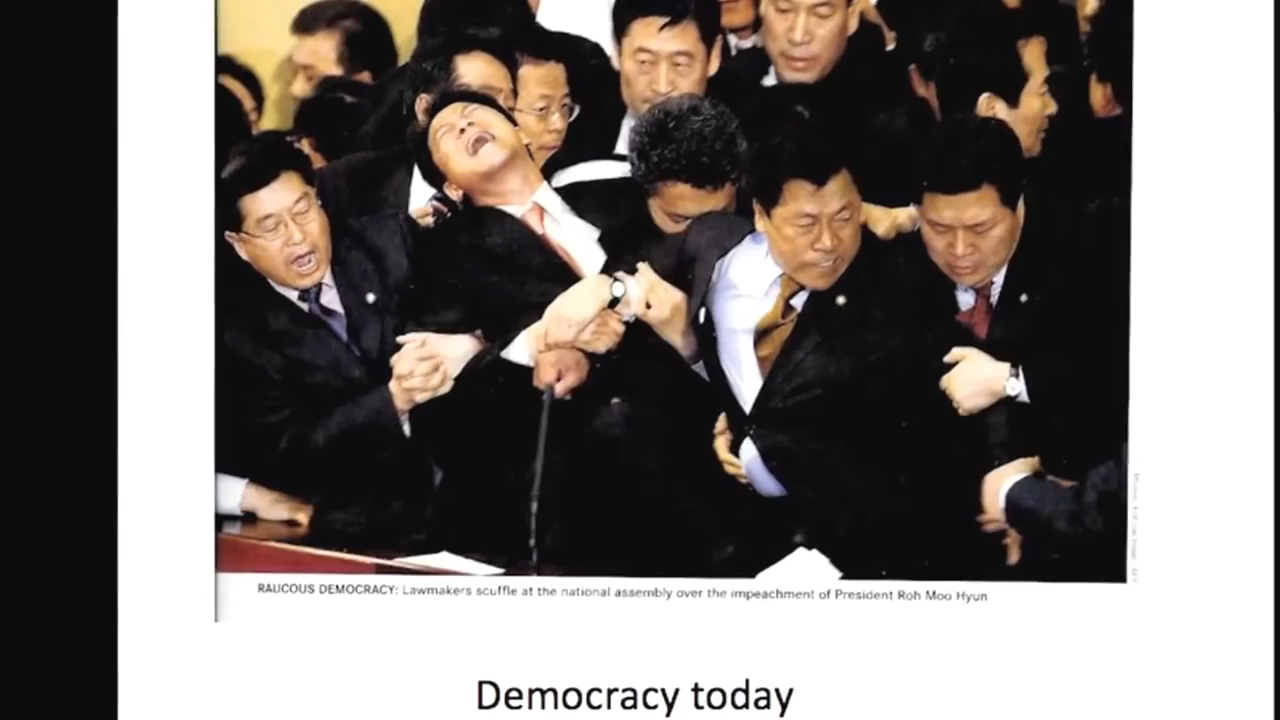 RAUCOUS DEMOCRACY: Lawmakers scuffle at the national assembly over the impeachment of President Roh Moo Hyun
Democracy today